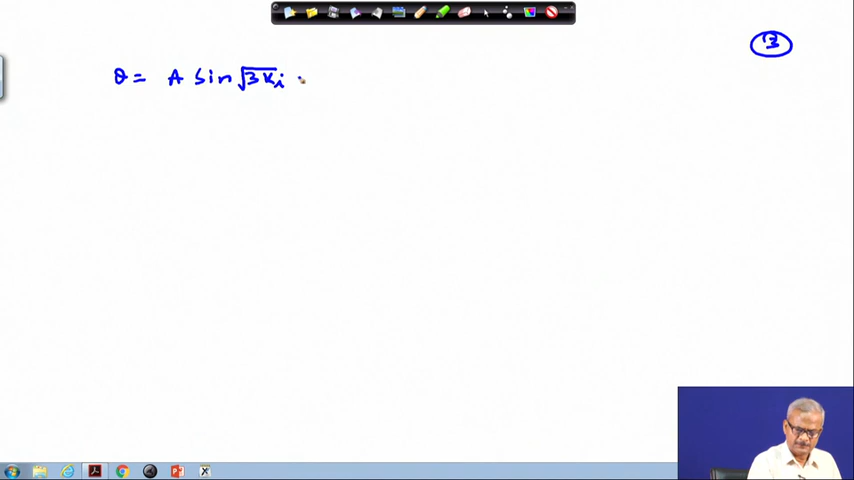 3
θ = A sin √3Ki